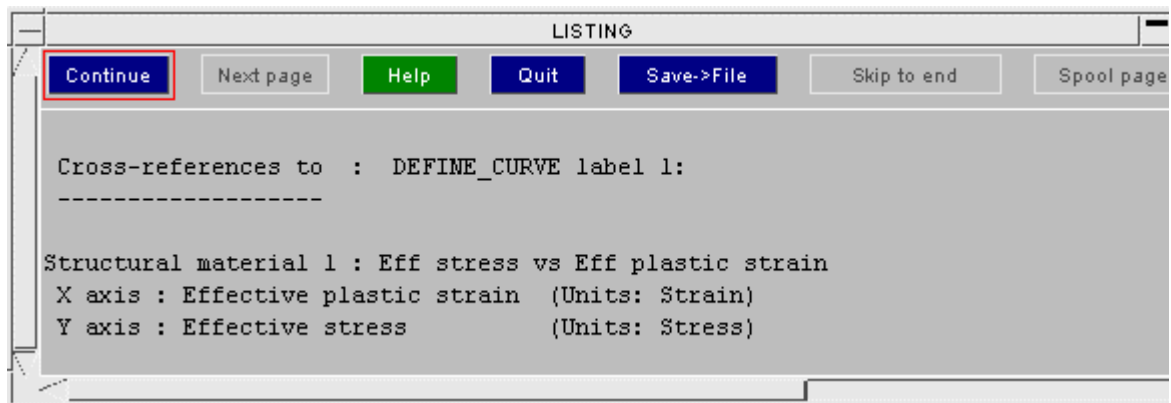 LISTING
Continue Next page Help Quit Save->File Skip to end Spool page
Cross-references to : DEFINE_CURVE label 1:
-------------------
Structural material 1 : Eff stress vs Eff plastic strain
X axis : Effective plastic strain (Units: Strain)
Y axis : Effective stress (Units: Stress)